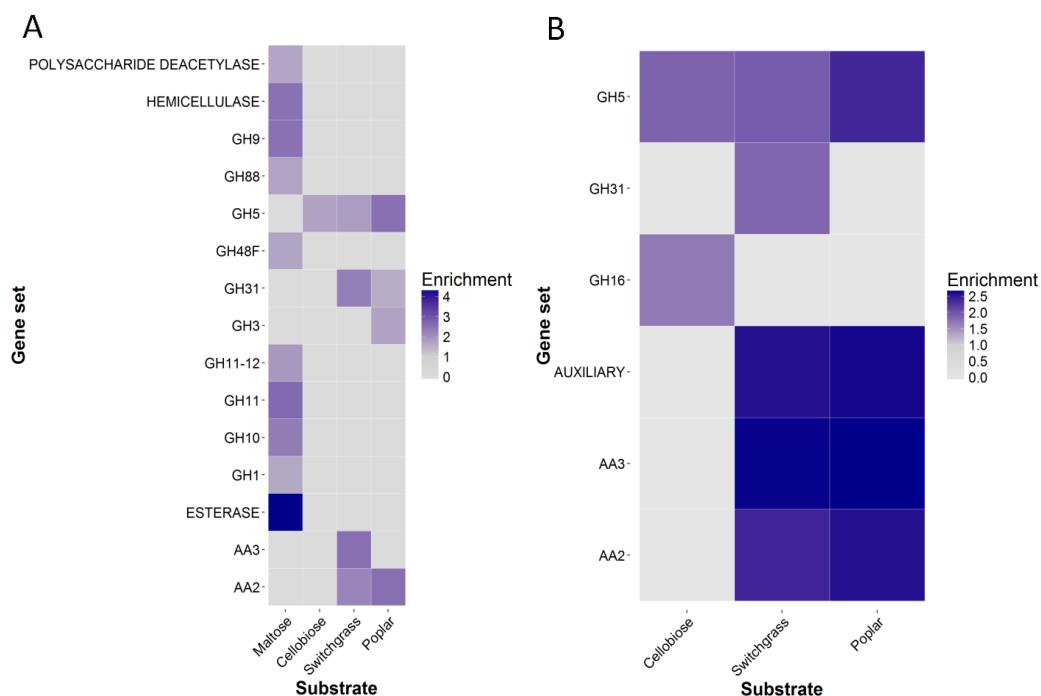 A
POLYSACCHARIDE DEACETYLASE
HEMICELLULASE
GH9
GH88
GH5
GH48F
GH31
GH3
GH11-12
GH11
GH10
GH1
ESTERASE
AA3
AA2
Gene set
Maltose
Cellobiose
Switchgrass
Poplar
Substrate
Enrichment
4
3
2
1
0
B
GH5
GH31
GH16
AUXILIARY
AA3
AA2
Gene set
Cellobiose
Switchgrass
Poplar
Substrate
Enrichment
2.5
2.0
1.5
1.0
0.5
0.0